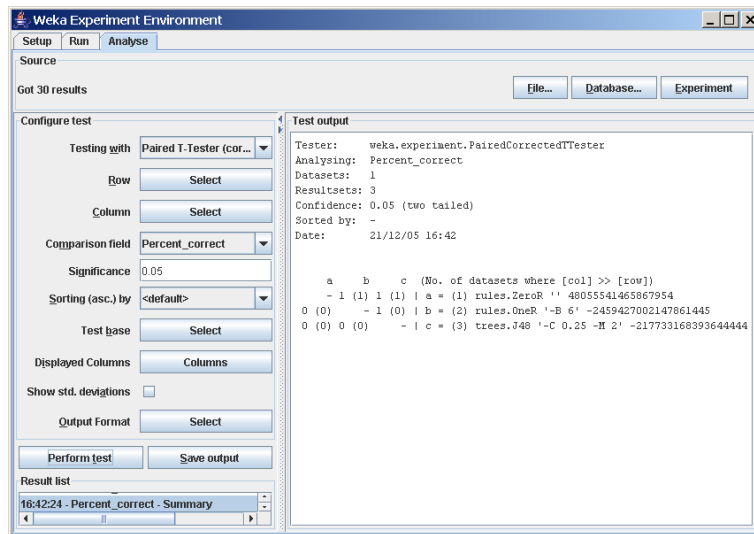 Weka Experiment Environment
Setup Run Analyse
Source
Got 30 results
File... Database... Experiment
Configure test
Testing with Paired T-Tester (cor...
Row Select
Column Select
Comparison field Percent_correct
Significance 0.05
Sorting (asc.) by <default>
Test base Select
Displayed Columns Columns
Show std. deviations
Output Format Select
Perform test Save output
Result list
16:42:24 - Percent_correct - Summary
Test output
Tester: weka.experiment.PairedCorrectedTTester
Analysing: Percent_correct
Datasets: 1
Resultsets: 3
Confidence: 0.05 (two tailed)
Sorted by: -
Date: 21/12/05 16:42
a b c (No. of datasets where [col] >> [row])
- 1 (1) 1 (1) | a = (1) rules.ZeroR '' 48055541465867954
0 (0) - 1 (0) | b = (2) rules.OneR '-B 6' -2459427002147861445
0 (0) 0 (0) - | c = (3) trees.J48 '-C 0.25 -M 2' -217733168393644444